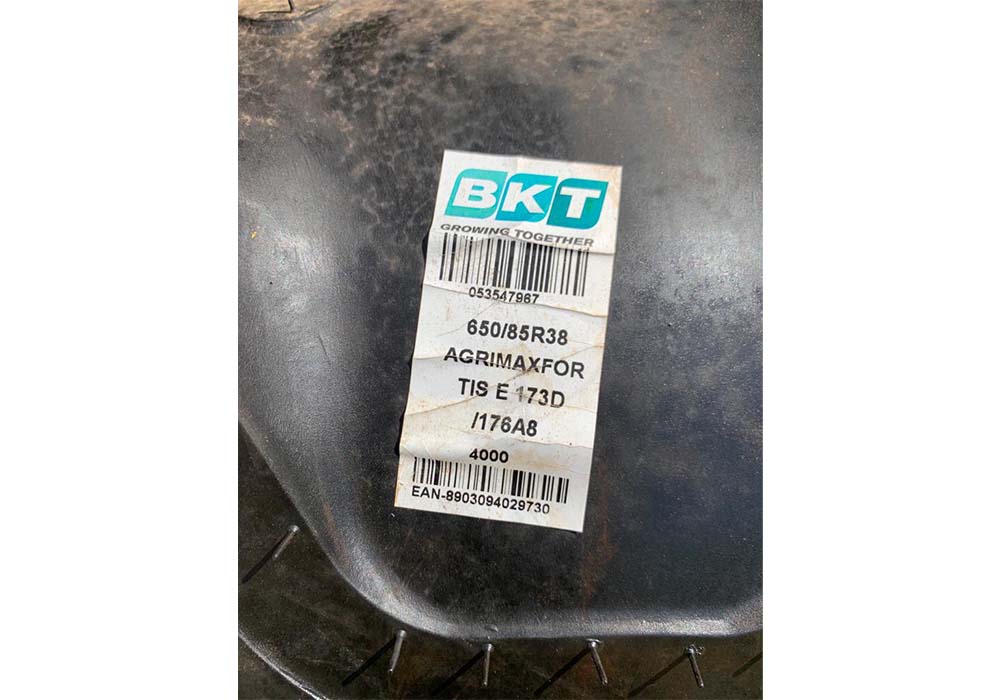 BKT
GROWING TOGETHER
053547967
650/85R38
AGRIMAXFOR
TIS E 173D
/176A8
4000
EAN-8903094029730